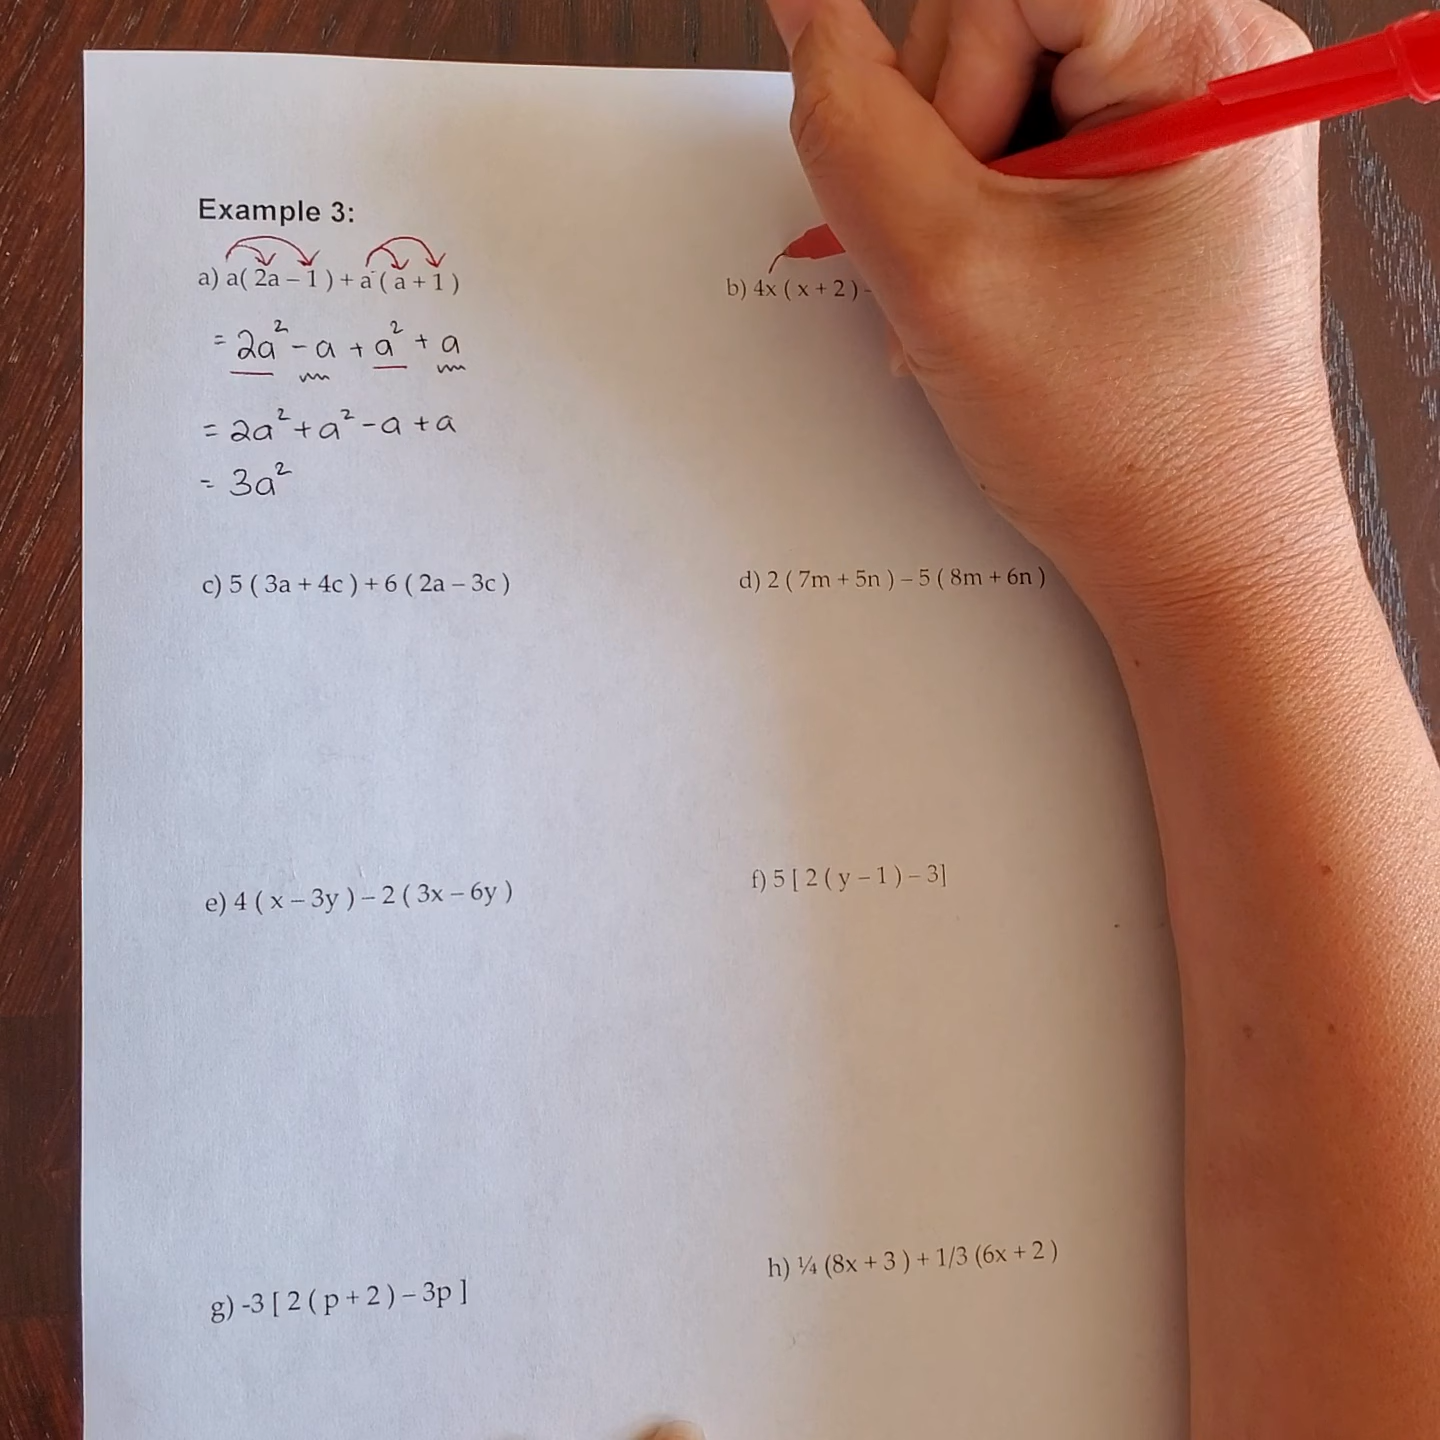 Example 3:
a) a( 2a – 1 ) + a ( a + 1 )
= 2a² - a + a² + a
= 2a² + a² - a + a
= 3a²
b) 4x ( x + 2 ) –
c) 5 ( 3a + 4c ) + 6 ( 2a – 3c )
d) 2 ( 7m + 5n ) – 5 ( 8m + 6n )
e) 4 ( x – 3y ) – 2 ( 3x – 6y )
f) 5 [ 2 ( y – 1 ) – 3]
g) -3 [ 2 ( p + 2 ) – 3p ]
h) ¼ (8x + 3 ) + 1/3 (6x + 2 )